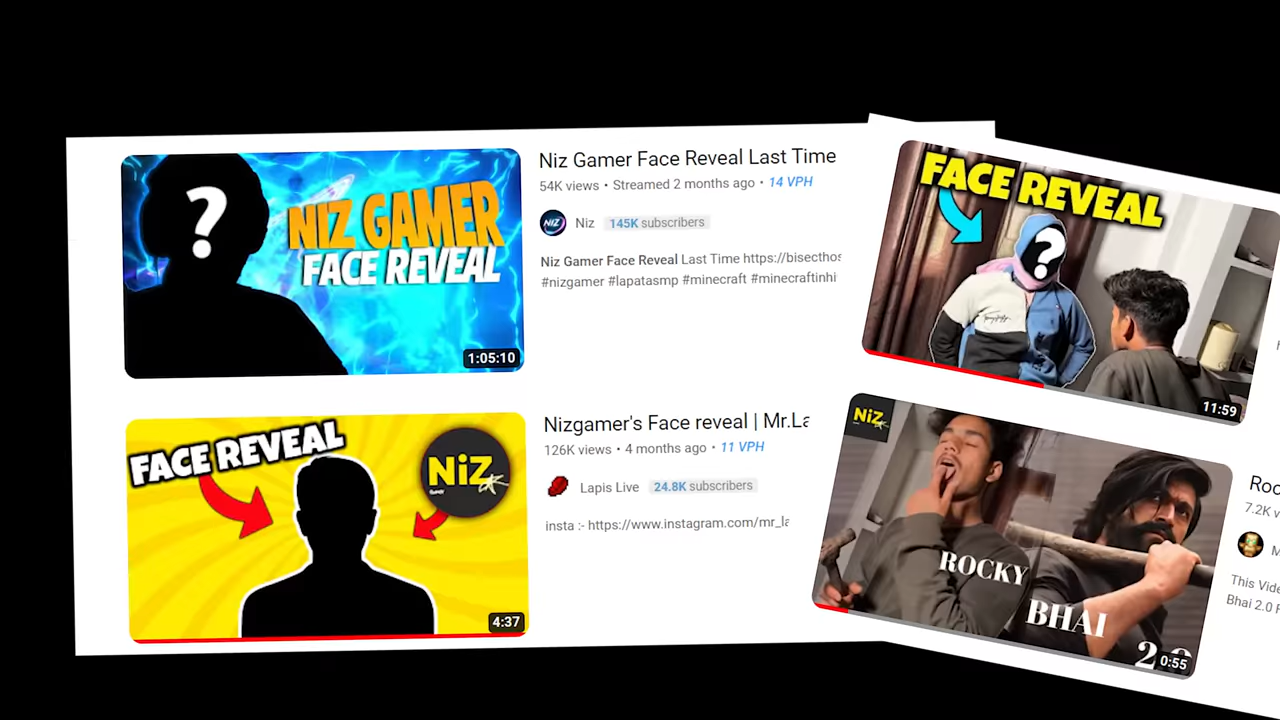 ?
NIZ GAMER
FACE REVEAL
1:05:10
Niz Gamer Face Reveal Last Time
54K views • Streamed 2 months ago • 14 VPH
NIZ
Niz 145K subscribers
Niz Gamer Face Reveal Last Time https://bisecthos
#nizgamer #lapatasmp #minecraft #minecraftinhi
FACE REVEAL
NiZ
4:37
Nizgamer's Face reveal | Mr.La
126K views • 4 months ago • 11 VPH
Lapis Live 24.8K subscribers
insta :- https://www.instagram.com/mr_la
FACE REVEAL
?
11:59
NiZ
ROCKY
BHAI
2.0
0:55
Roc
7.2K v
M
This Vide
Bhai 2.0 F